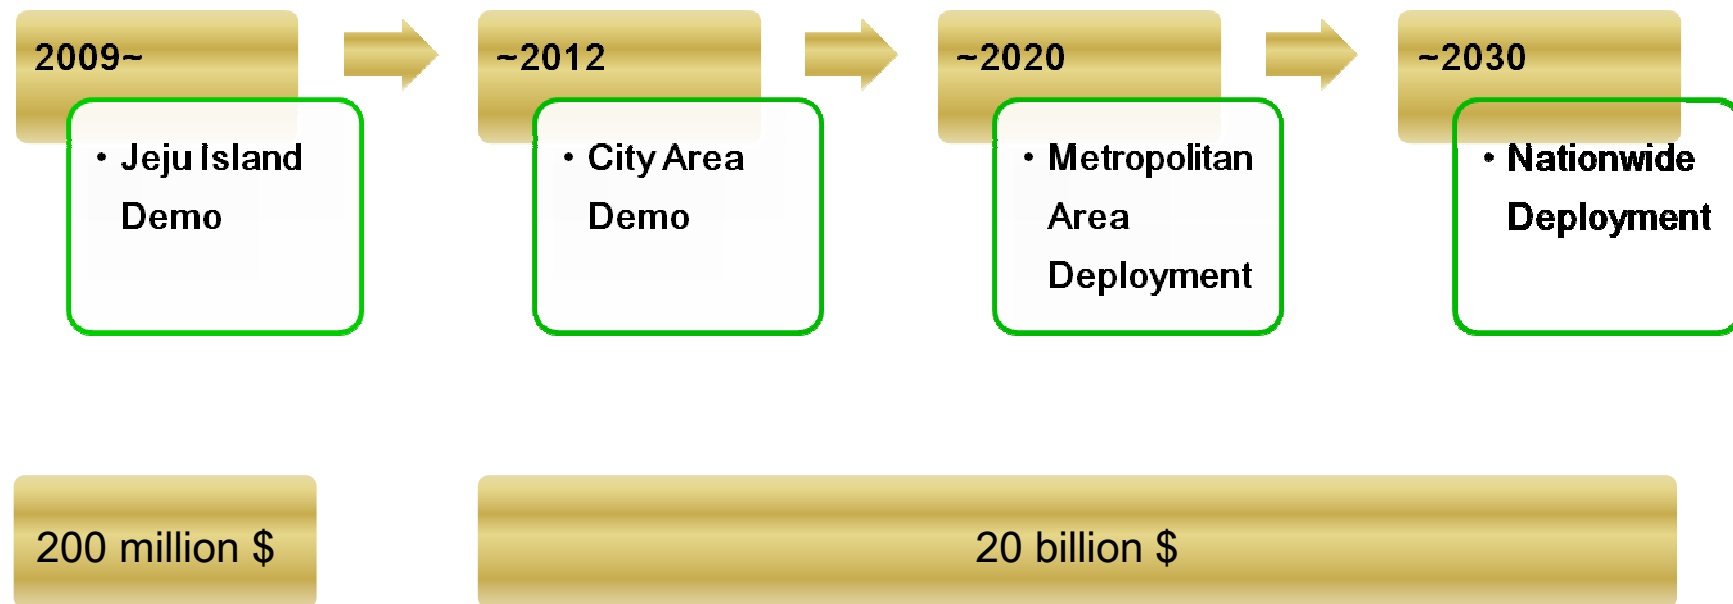 2009~
• Jeju Island
Demo
~2012
• City Area
Demo
~2020
• Metropolitan
Area
Deployment
~2030
• Nationwide
Deployment
200 million $
20 billion $